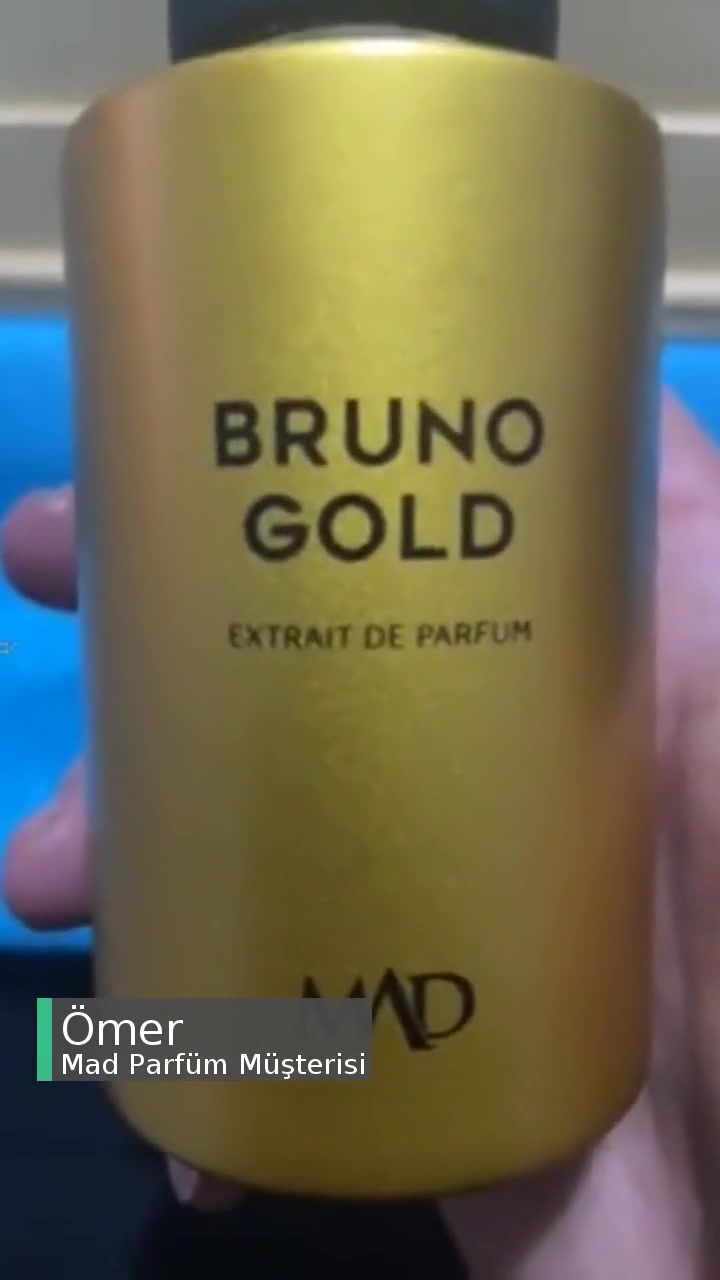 BRUNO
GOLD
EXTRAIT DE PARFUM
MAD
Ömer
Mad Parfüm Müşterisi